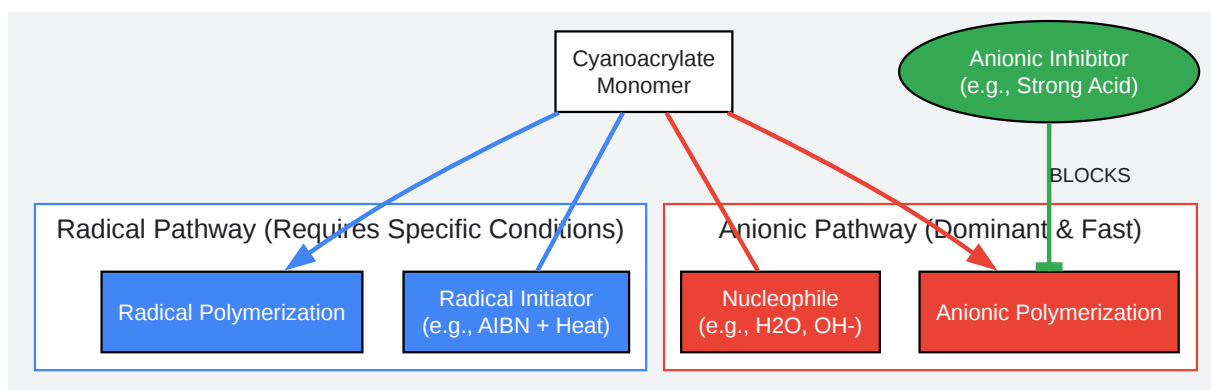 Cyanoacrylate
Monomer
Anionic Inhibitor
(e.g., Strong Acid)
BLOCKS
Radical Pathway (Requires Specific Conditions)
Radical Polymerization
Radical Initiator
(e.g., AIBN + Heat)
Anionic Pathway (Dominant & Fast)
Nucleophile
(e.g., H2O, OH-)
Anionic Polymerization